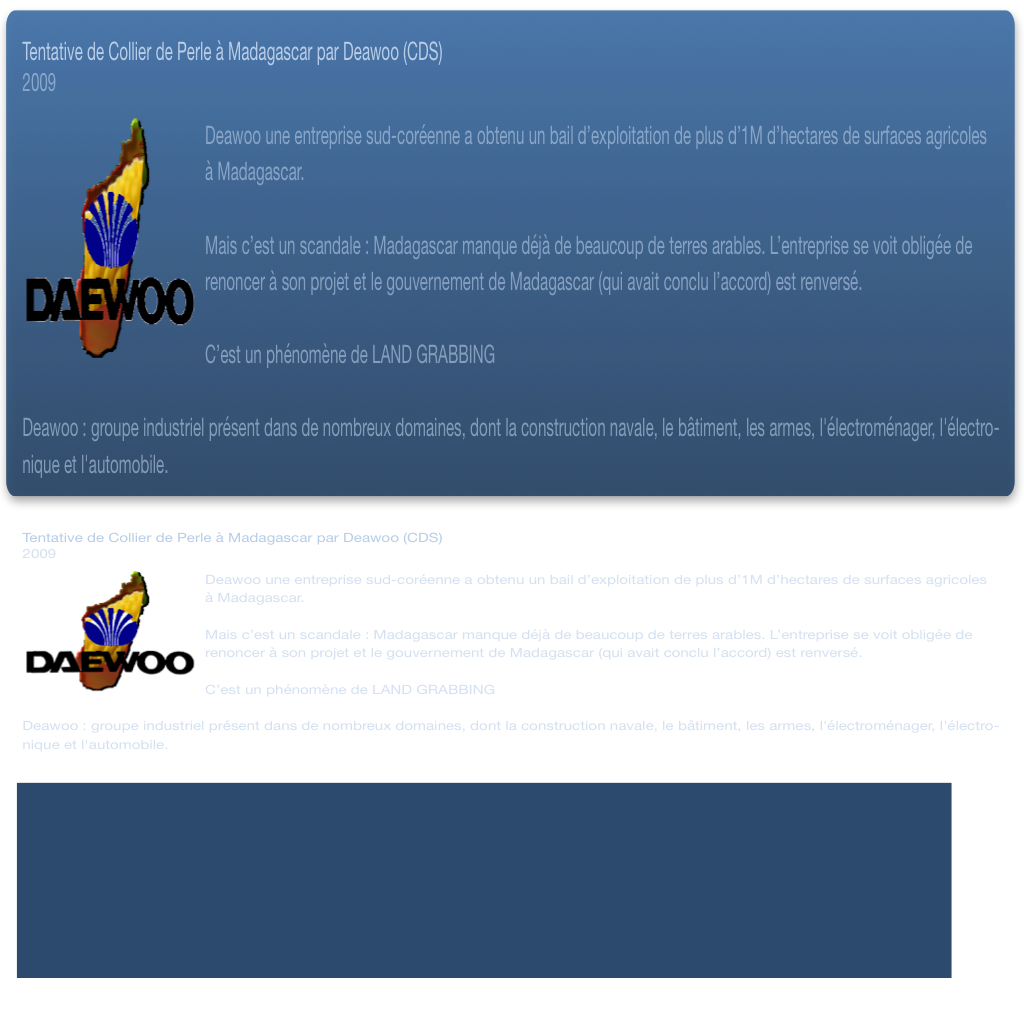 Tentative de Collier de Perle à Madagascar par Deawoo (CDS)
2009
Deawoo une entreprise sud-coréenne a obtenu un bail d’exploitation de plus d’1M d’hectares de surfaces agricoles
à Madagascar.
Mais c’est un scandale : Madagascar manque déjà de beaucoup de terres arables. L’entreprise se voit obligée de
renoncer à son projet et le gouvernement de Madagascar (qui avait conclu l’accord) est renversé.
DAEWOO
C’est un phénomène de LAND GRABBING
Deawoo : groupe industriel présent dans de nombreux domaines, dont la construction navale, le bâtiment, les armes, l'électroménager, l'électro-
nique et l'automobile.
Tentative de Collier de Perle à Madagascar par Deawoo (CDS)
2009
Deawoo une entreprise sud-coréenne a obtenu un bail d’exploitation de plus d’1M d’hectares de surfaces agricoles
à Madagascar.
Mais c’est un scandale : Madagascar manque déjà de beaucoup de terres arables. L’entreprise se voit obligée de
renoncer à son projet et le gouvernement de Madagascar (qui avait conclu l’accord) est renversé.
DAEWOO
C’est un phénomène de LAND GRABBING
Deawoo : groupe industriel présent dans de nombreux domaines, dont la construction navale, le bâtiment, les armes, l'électroménager, l'électro-
nique et l'automobile.